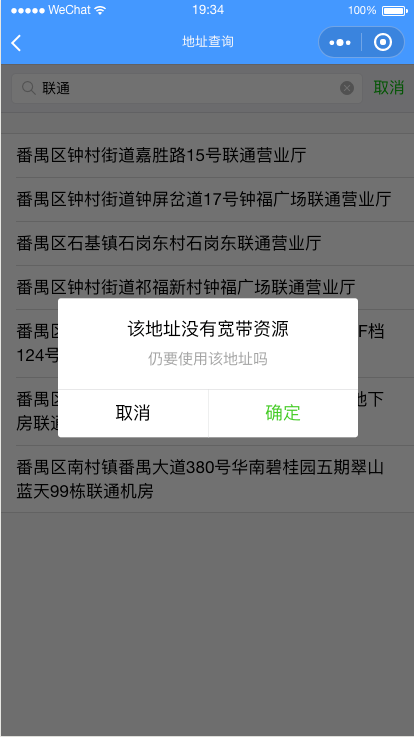 ●●●●● WeChat 19:34 100%
地址查询
联通 取消
番禺区钟村街道嘉胜路15号联通营业厅
番禺区钟村街道钟屏岔道17号钟福广场联通营业厅
番禺区石基镇石岗东村石岗东联通营业厅
番禺区钟村街道祁福新村钟福广场联通营业厅
番禺区 F档
124号
该地址没有宽带资源
仍要使用该地址吗
取消 确定
番禺区 地下
房联通
番禺区南村镇番禺大道380号华南碧桂园五期翠山
蓝天99栋联通机房